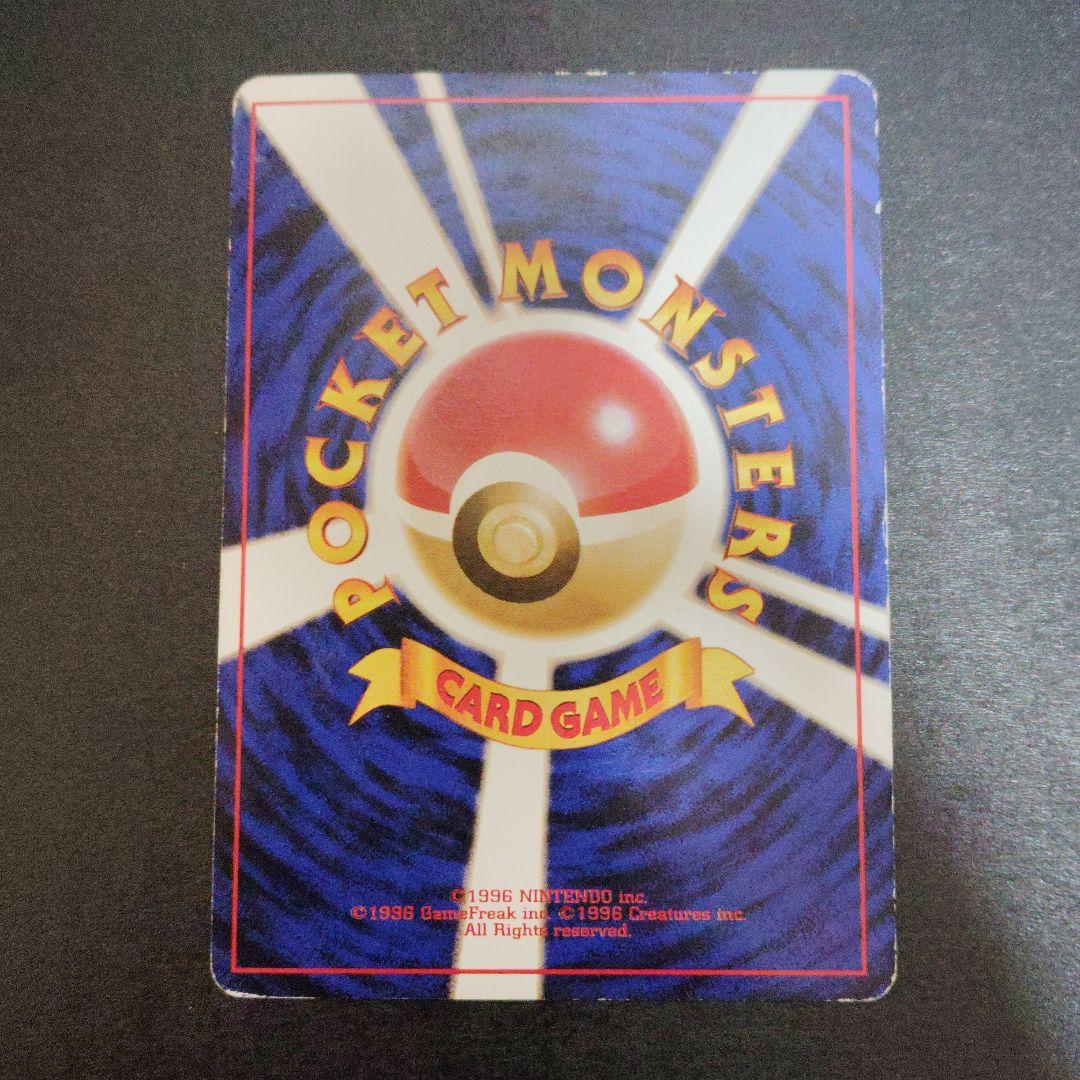 POCKET MONSTERS
CARD GAME
©1996 NINTENDO inc.
©1996 GameFreak inc. ©1996 Creatures inc.
All Rights reserved.